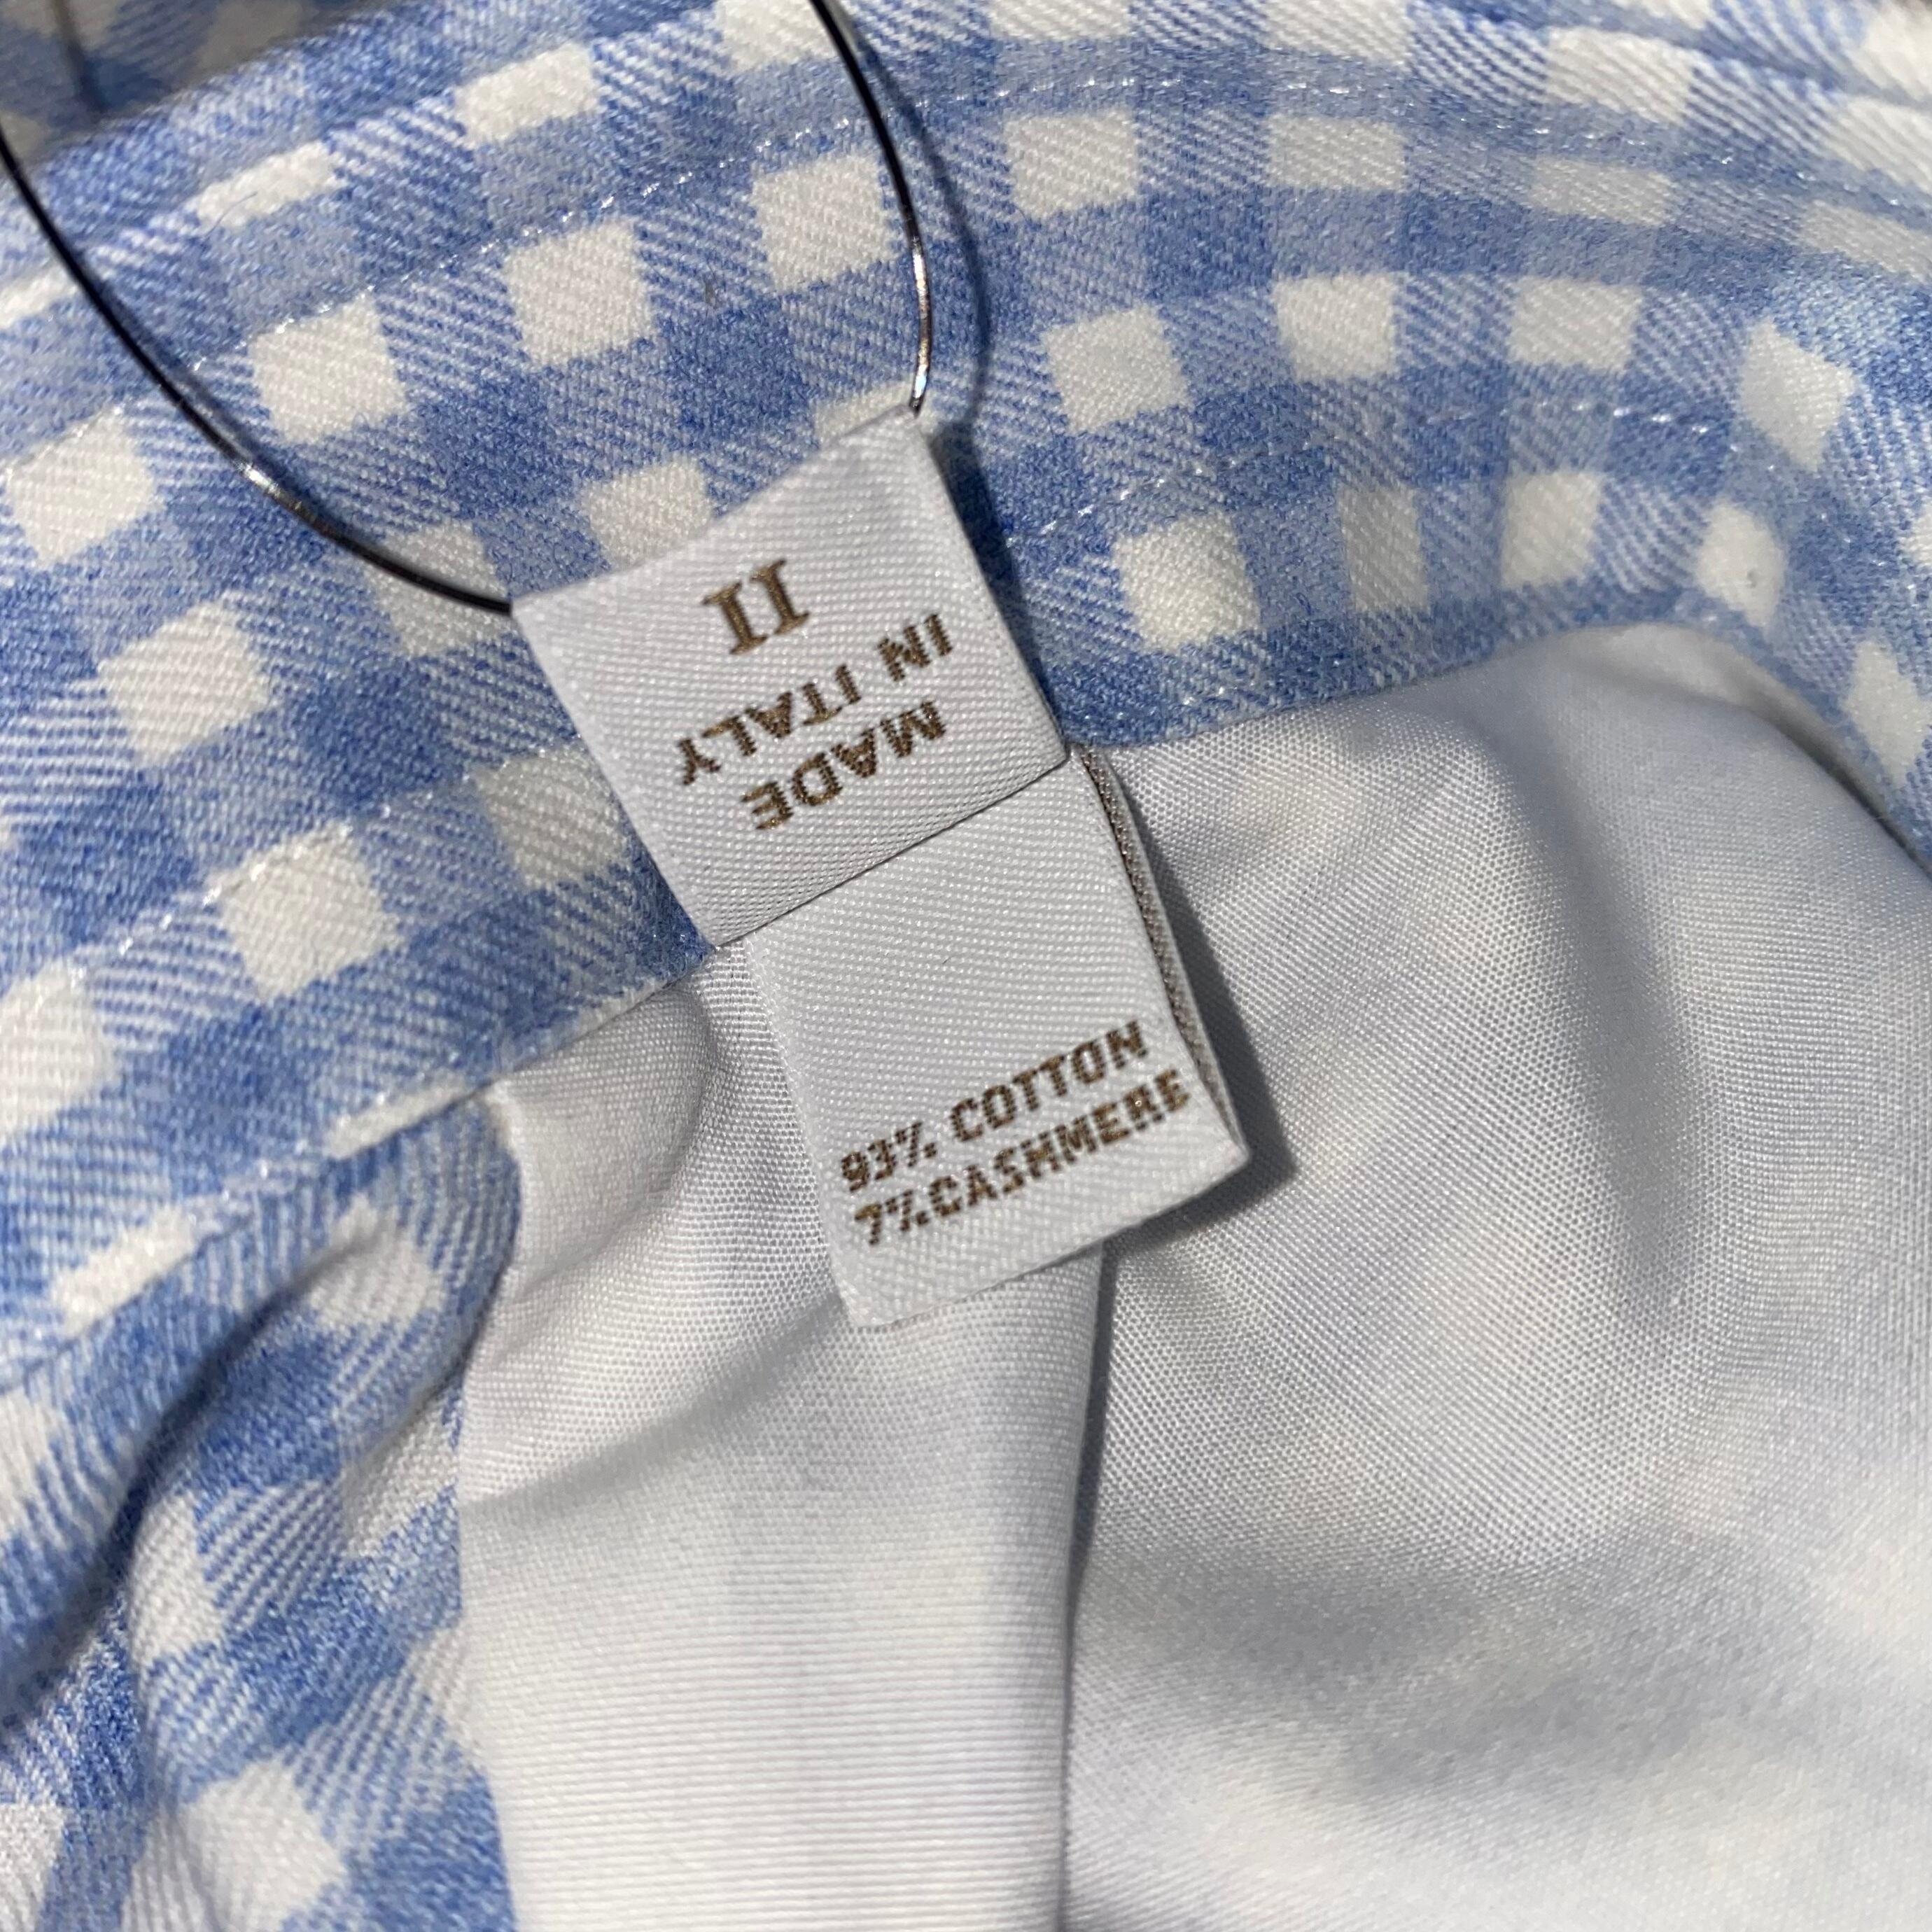 MADE
IN ITALY
II
93% COTTON
7% CASHMERE